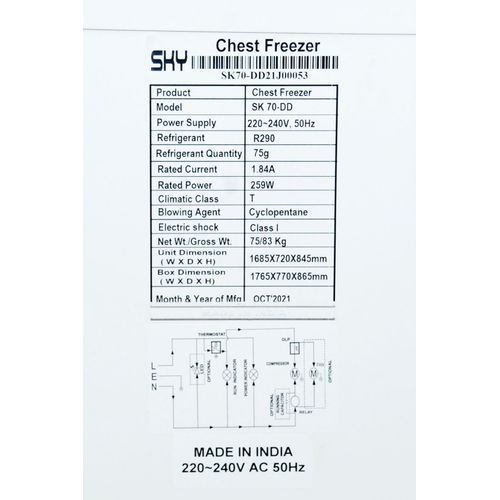 Chest Freezer
SKY
SK70-DD21J00053
Product Chest Freezer
Model SK 70-DD
Power Supply 220~240V, 50Hz
Refrigerant R290
Refrigerant Quantity 75g
Rated Current 1.84A
Rated Power 259W
Climatic Class T
Blowing Agent Cyclopentane
Electric shock Class I
Net Wt./Gross Wt. 75/83 Kg
Unit Dimension
( W X D X H) 1685X720X845mm
Box Dimension
( W X D X H) 1765X770X865mm
Month & Year of Mfg OCT'2021
THERMOSTAT
OLP
COMPRESSOR
FAN
L
E
N
OPTIONAL
LED
RUN INDICATOR
POWER INDICATOR
M
M
OPTIONAL
OPTIONAL
RUNNING
CAPACITOR
RELAY
MADE IN INDIA
220~240V AC 50Hz